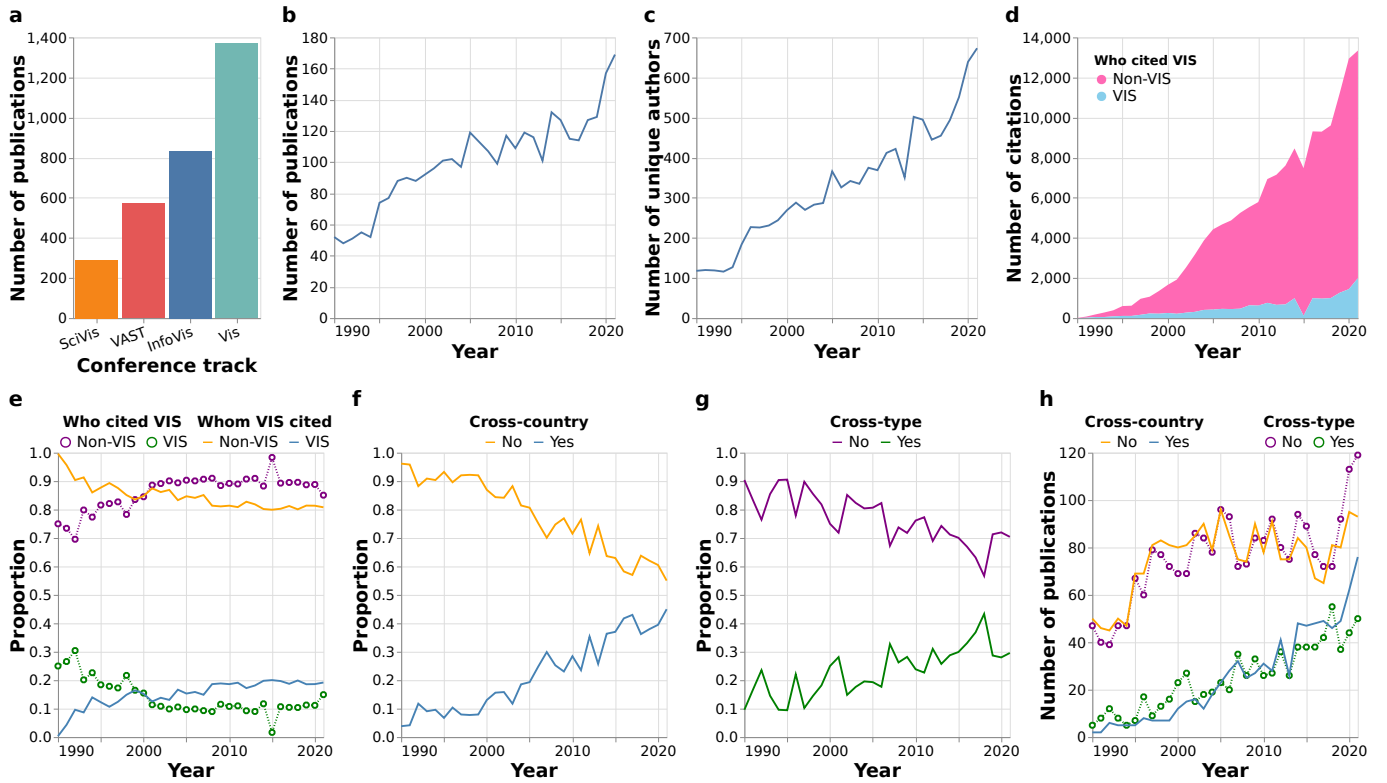 a
Number of publications
1,400
1,200
1,000
800
600
400
200
0
SciVis VAST InfoVis Vis
Conference track
b
Number of publications
180
160
140
120
100
80
60
40
20
0
1990 2000 2010 2020
Year
c
Number of unique authors
700
600
500
400
300
200
100
0
1990 2000 2010 2020
Year
d
Number of citations
14,000
12,000
10,000
8,000
6,000
4,000
2,000
0
Who cited VIS
Non-VIS
VIS
1990 2000 2010 2020
Year
e
Who cited VIS Whom VIS cited
Non-VIS VIS Non-VIS VIS
Proportion
1.0
0.9
0.8
0.7
0.6
0.5
0.4
0.3
0.2
0.1
0.0
1990 2000 2010 2020
Year
f
Cross-country
No Yes
Proportion
1.0
0.9
0.8
0.7
0.6
0.5
0.4
0.3
0.2
0.1
0.0
1990 2000 2010 2020
Year
g
Cross-type
No Yes
Proportion
1.0
0.9
0.8
0.7
0.6
0.5
0.4
0.3
0.2
0.1
0.0
1990 2000 2010 2020
Year
h
Cross-country Cross-type
No Yes No Yes
Number of publications
120
100
80
60
40
20
0
1990 2000 2010 2020
Year